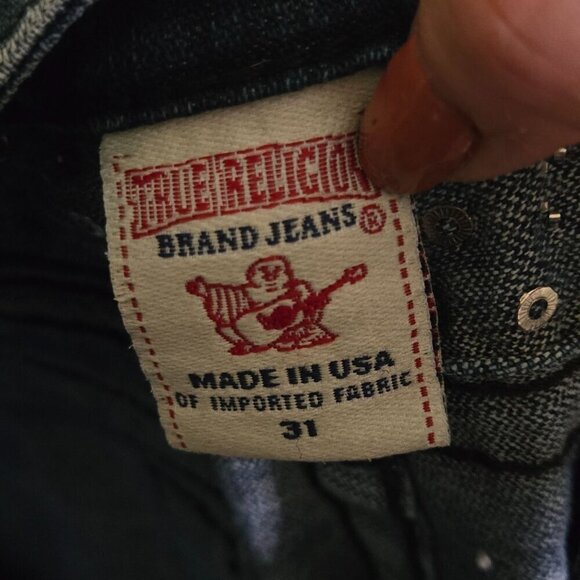 TRUE RELIGION
BRAND JEANS®
MADE IN USA
OF IMPORTED FABRIC
31